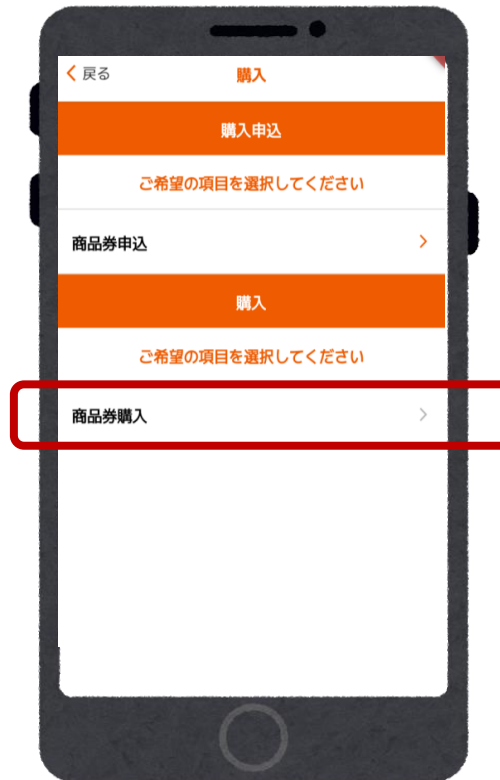 戻る
購入
購入申込
ご希望の項目を選択してください
商品券申込
購入
ご希望の項目を選択してください
商品券購入